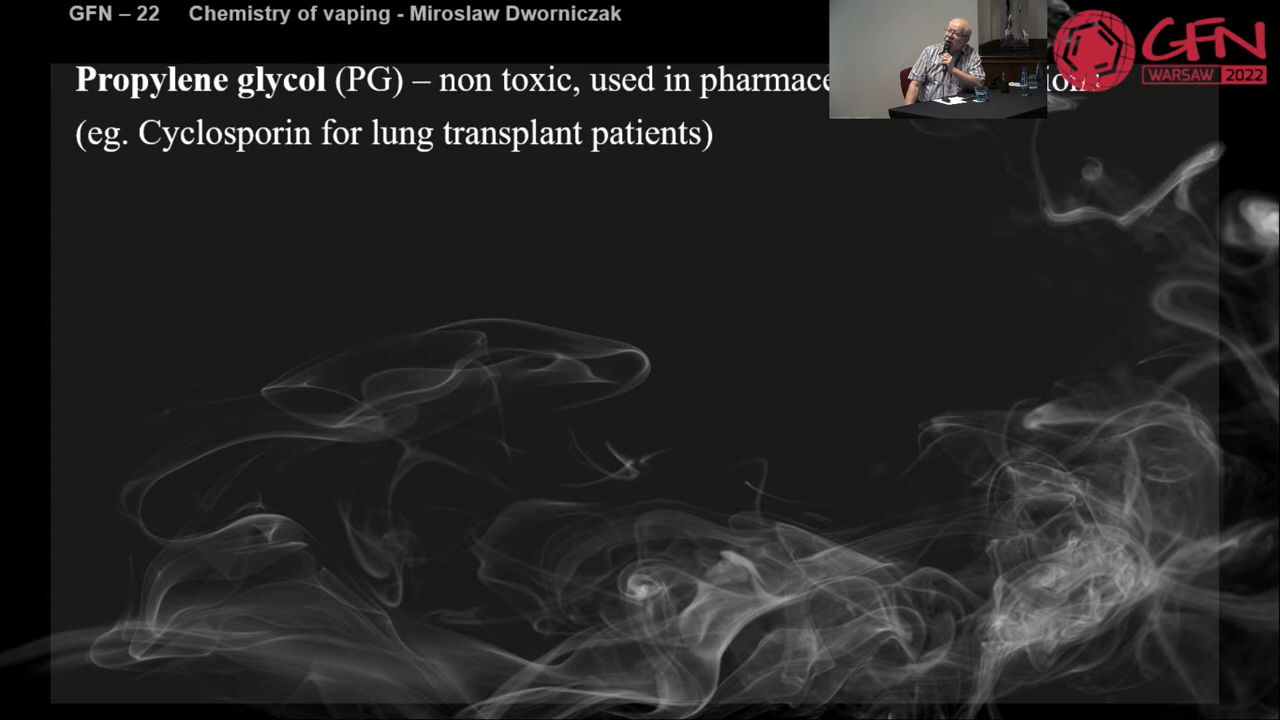 GFN – 22 Chemistry of vaping - Miroslaw Dworniczak
GFN
WARSAW 2022
Propylene glycol (PG) – non toxic, used in
(eg. Cyclosporin for lung transplant patients)